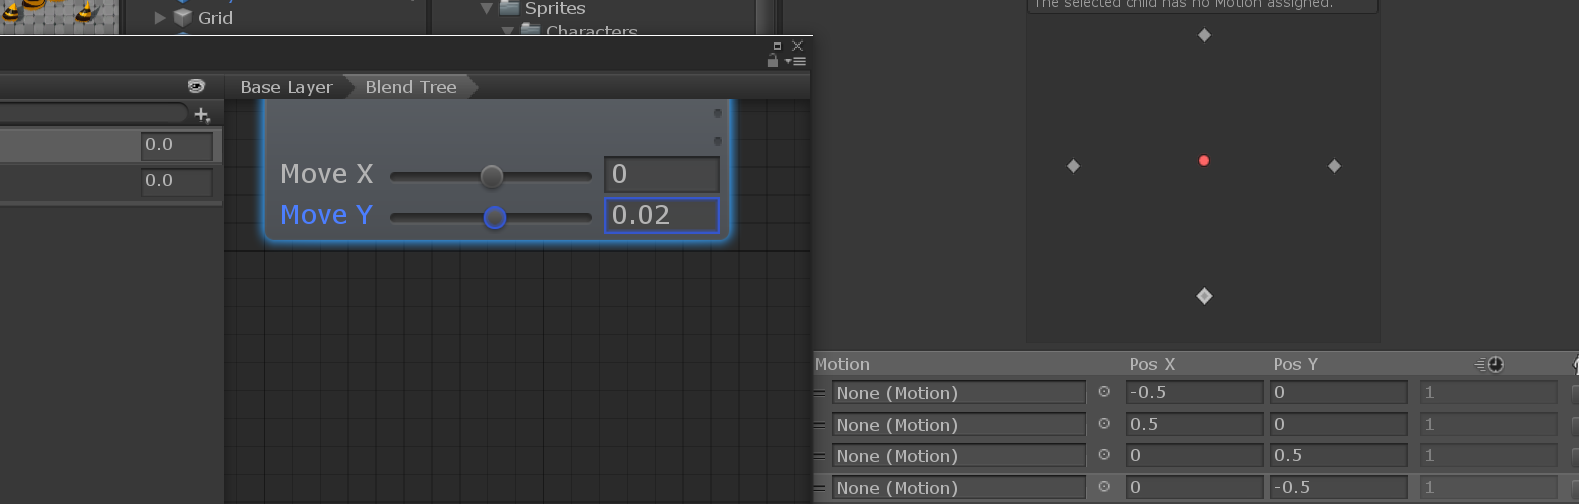 Grid
Sprites
Characters
The selected child has no Motion assigned.
Base Layer
Blend Tree
0.0
0.0
Move X
0
Move Y
0.02
Motion Pos X Pos Y
None (Motion) -0.5 0 1
None (Motion) 0.5 0 1
None (Motion) 0 0.5 1
None (Motion) 0 -0.5 1